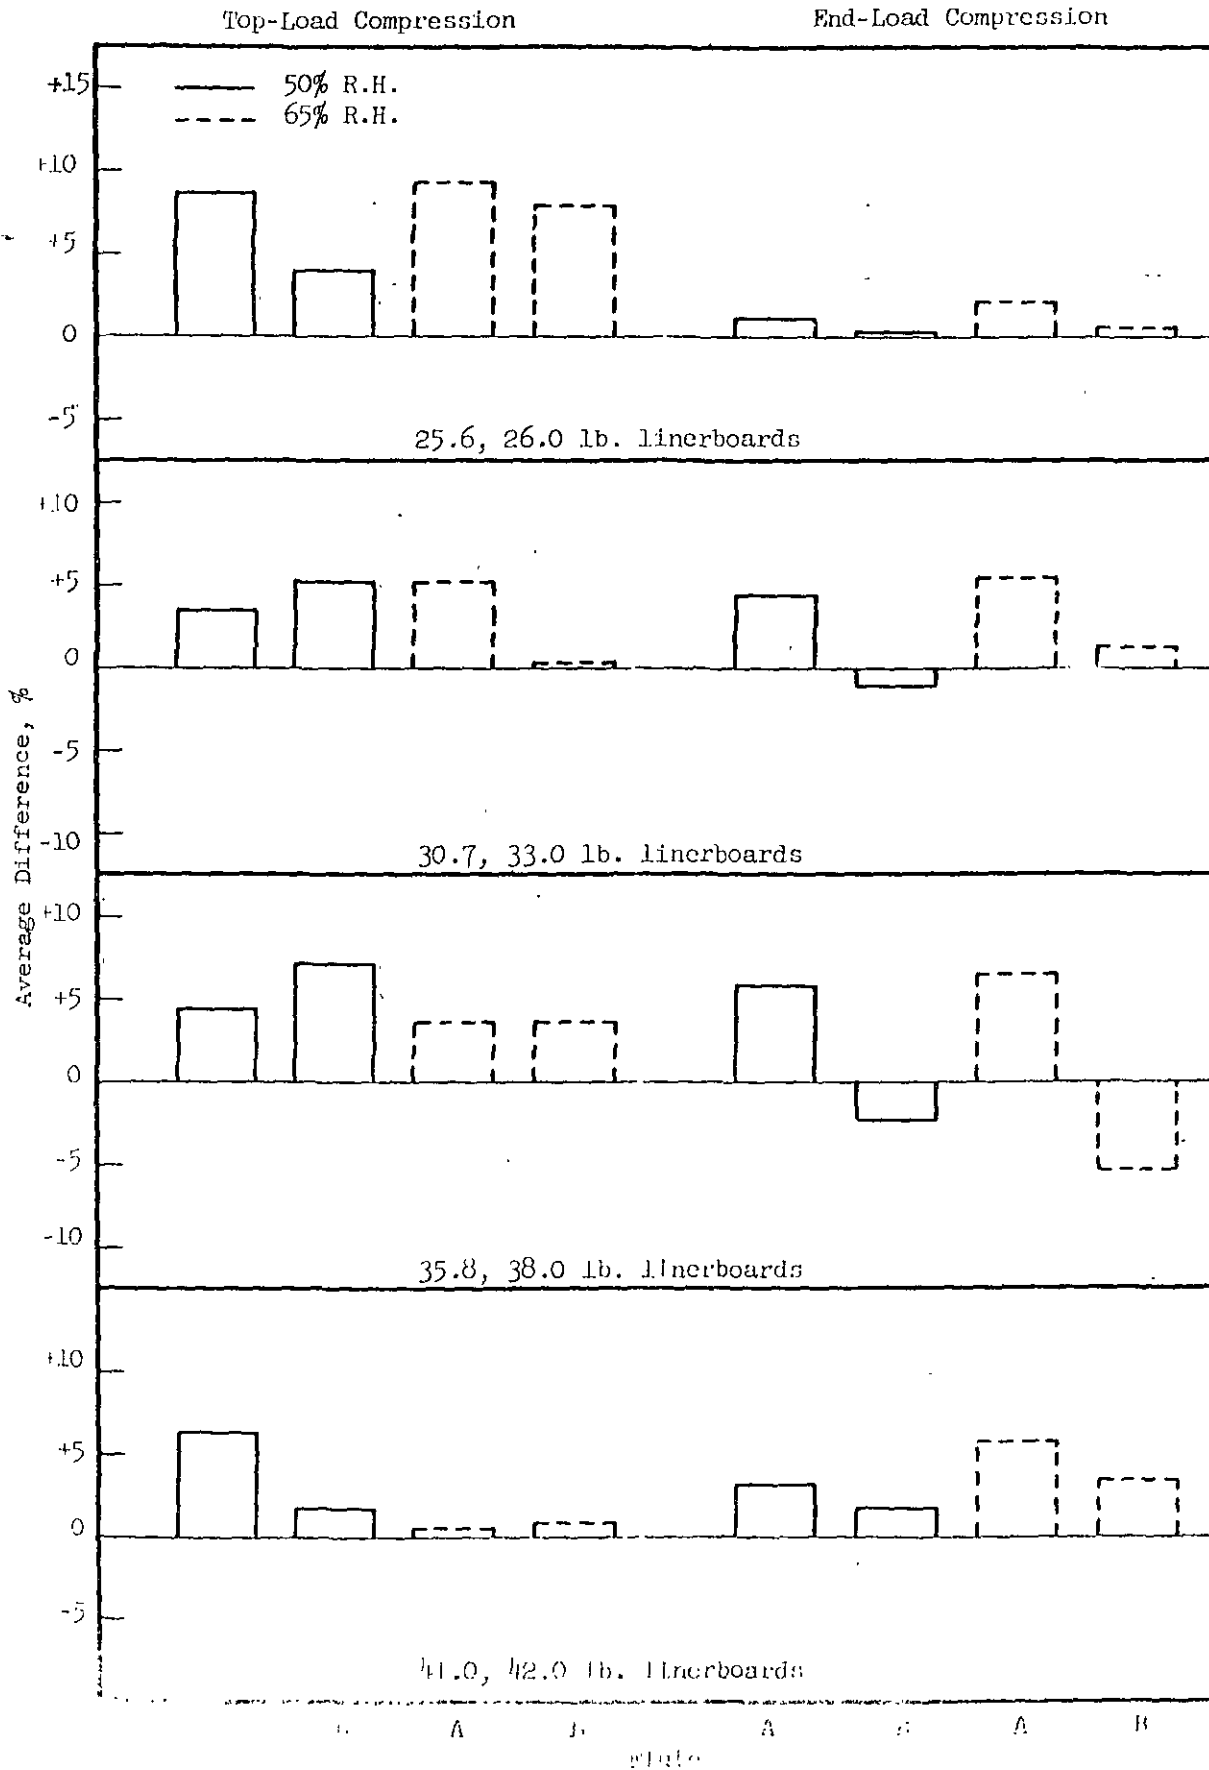 Top-Load Compression End-Load Compression
+15
50% R.H.
65% R.H.
+10
+5
0
-5
25.6, 26.0 lb. linerboards
+10
+5
0
-5
-10
30.7, 33.0 lb. linerboards
Average Difference, %
+10
+5
0
-5
-10
35.8, 38.0 lb. linerboards
+10
+5
0
-5
41.0, 42.0 lb. linerboards
A A A B